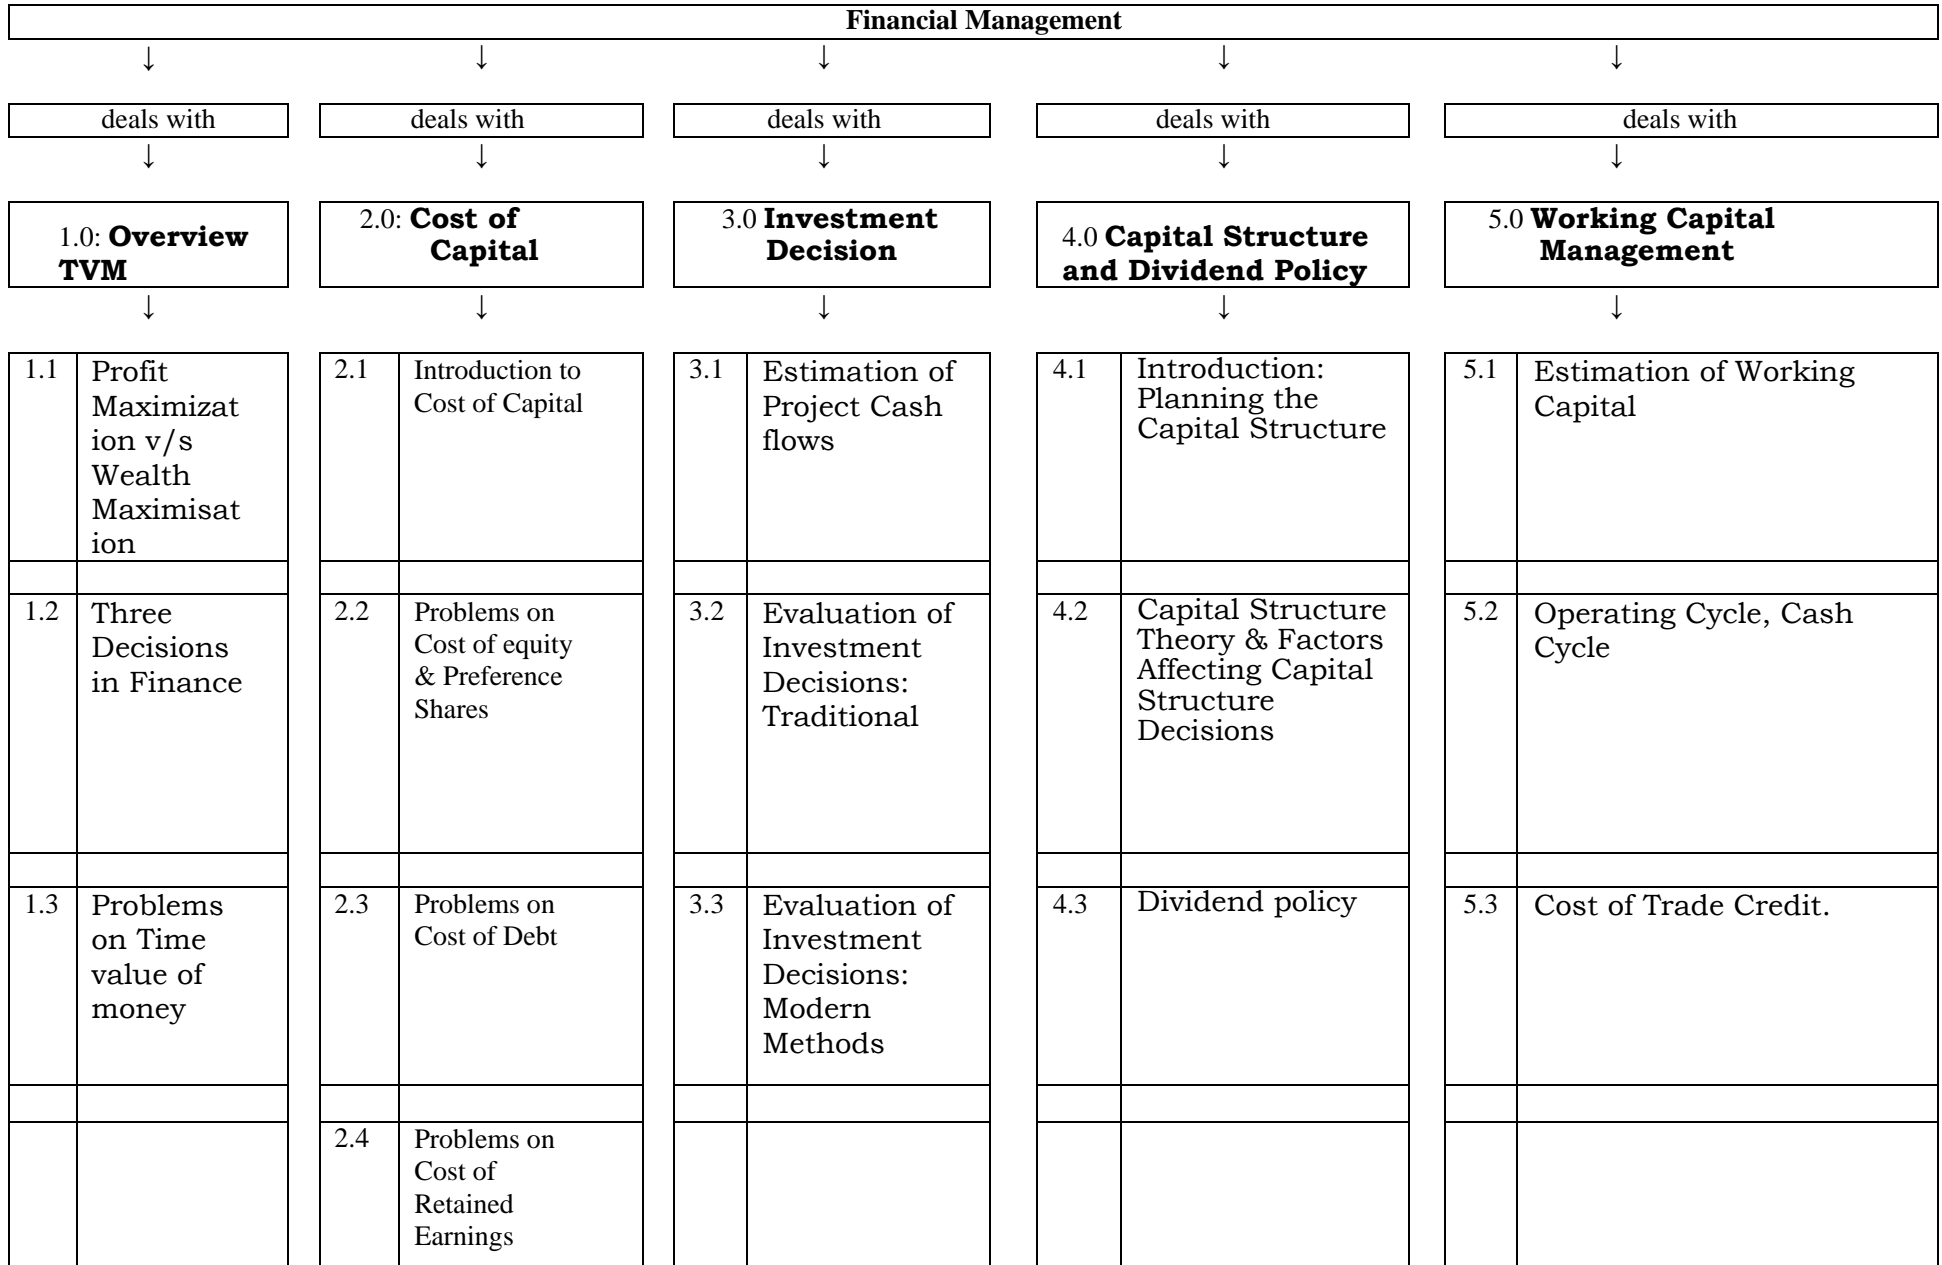 Financial Management
↓ ↓ ↓ ↓ ↓
deals with
deals with
deals with
deals with
deals with
↓ ↓ ↓ ↓ ↓
1.0: Overview
TVM
2.0: Cost of
Capital
3.0 Investment
Decision
4.0 Capital Structure
and Dividend Policy
5.0 Working Capital
Management
↓ ↓ ↓ ↓ ↓
1.1 Profit
Maximizat
ion v/s
Wealth
Maximisat
ion
2.1 Introduction to
Cost of Capital
3.1 Estimation of
Project Cash
flows
4.1 Introduction:
Planning the
Capital Structure
5.1 Estimation of Working
Capital
1.2 Three
Decisions
in Finance
2.2 Problems on
Cost of equity
& Preference
Shares
3.2 Evaluation of
Investment
Decisions:
Traditional
4.2 Capital Structure
Theory & Factors
Affecting Capital
Structure
Decisions
5.2 Operating Cycle, Cash
Cycle
1.3 Problems
on Time
value of
money
2.3 Problems on
Cost of Debt
3.3 Evaluation of
Investment
Decisions:
Modern
Methods
4.3 Dividend policy
5.3 Cost of Trade Credit.
2.4 Problems on
Cost of
Retained
Earnings